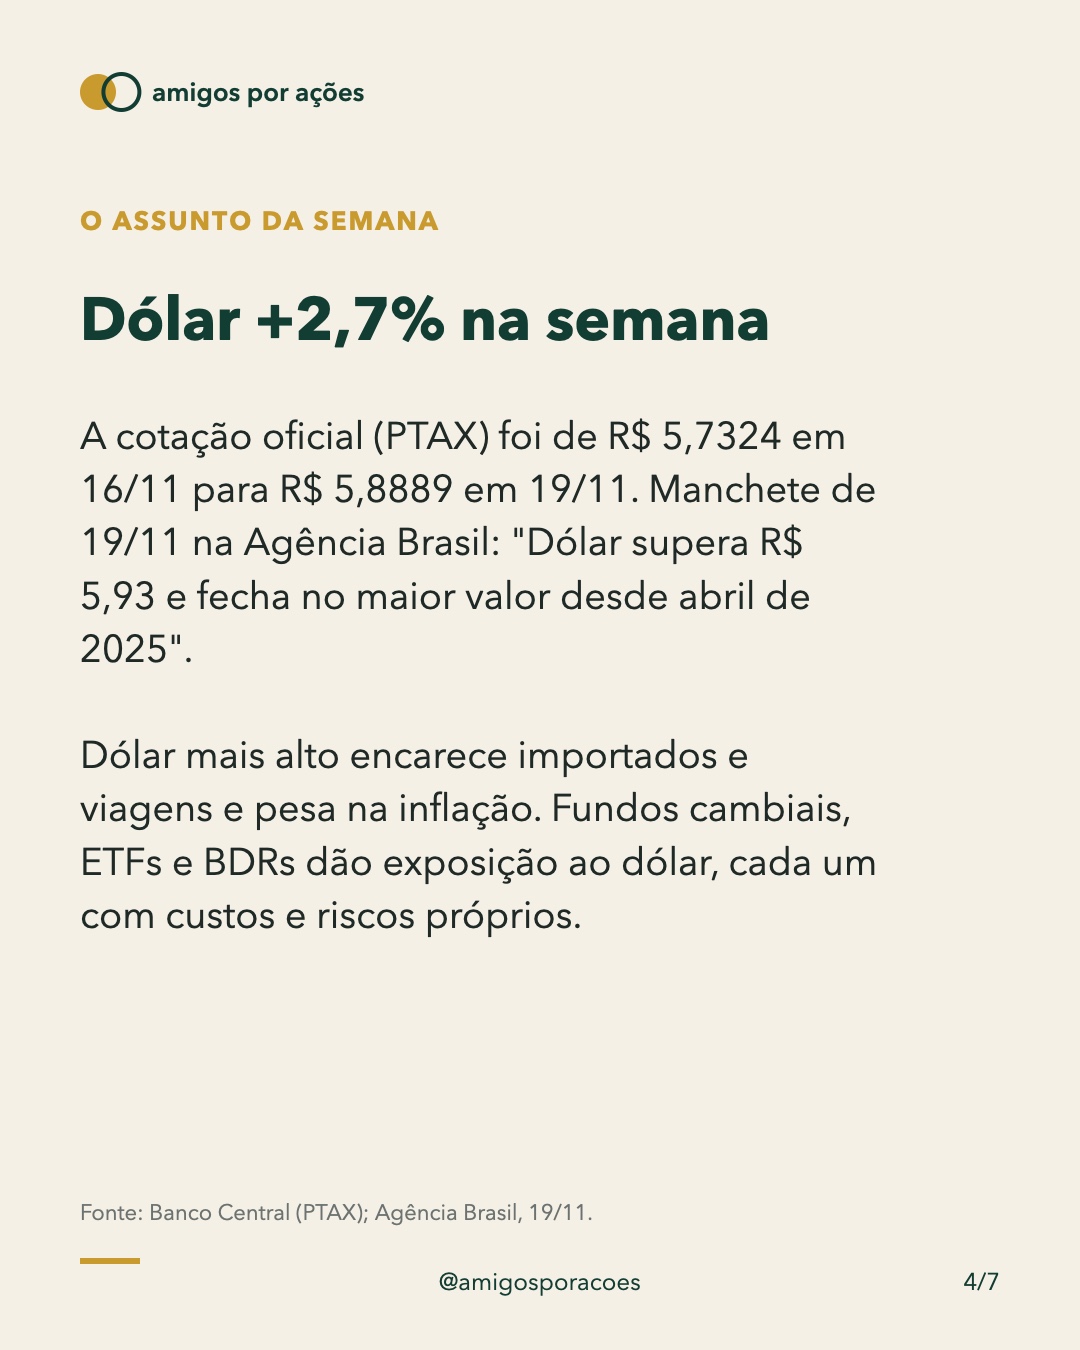 amigos por ações
O ASSUNTO DA SEMANA
Dólar +2,7% na semana
A cotação oficial (PTAX) foi de R$ 5,7324 em
16/11 para R$ 5,8889 em 19/11. Manchete de
19/11 na Agência Brasil: "Dólar supera R$
5,93 e fecha no maior valor desde abril de
2025".
Dólar mais alto encarece importados e
viagens e pesa na inflação. Fundos cambiais,
ETFs e BDRs dão exposição ao dólar, cada um
com custos e riscos próprios.
Fonte: Banco Central (PTAX); Agência Brasil, 19/11.
@amigosporacoes
4/7